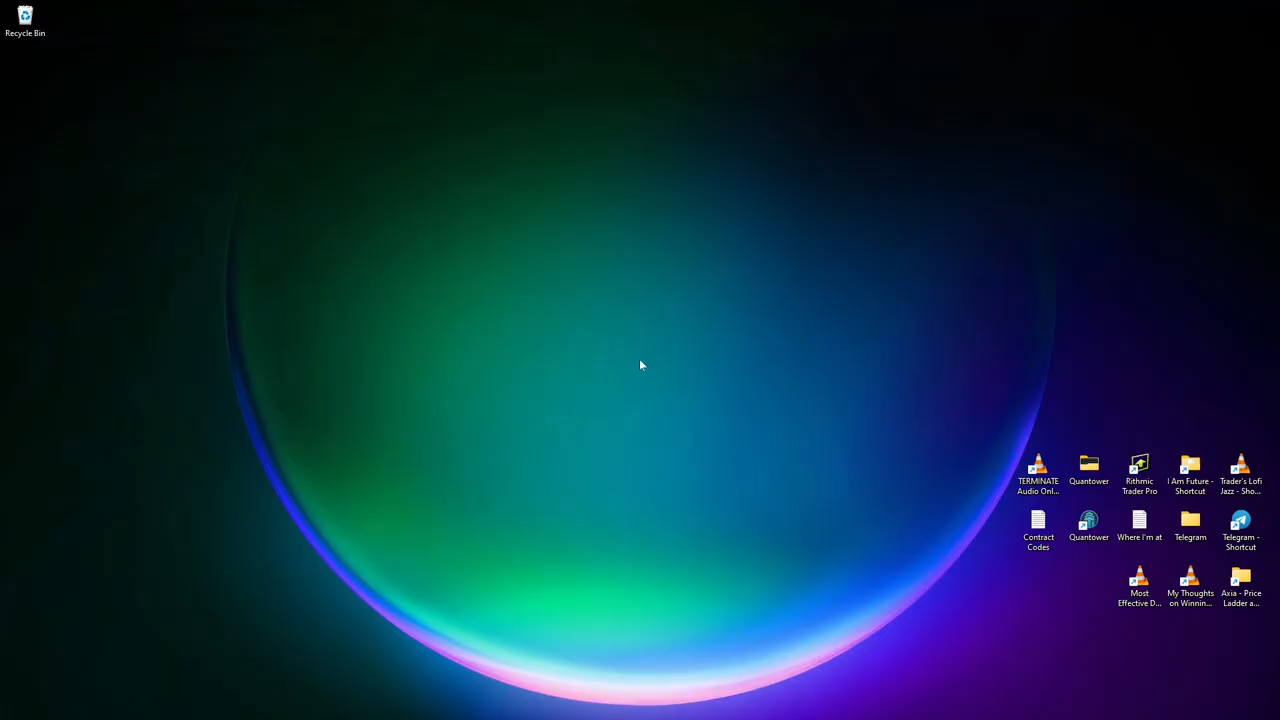 Recycle Bin
TERMINATE
Audio Onl...
Quantower
Rithmic
Trader Pro
I Am Future -
Shortcut
Trader's Lofi
Jazz - Sho...
Contract
Codes
Quantower
Where I'm at
Telegram
Telegram -
Shortcut
Most
Effective D...
My Thoughts
on Winnin...
Axia - Price
Ladder a...